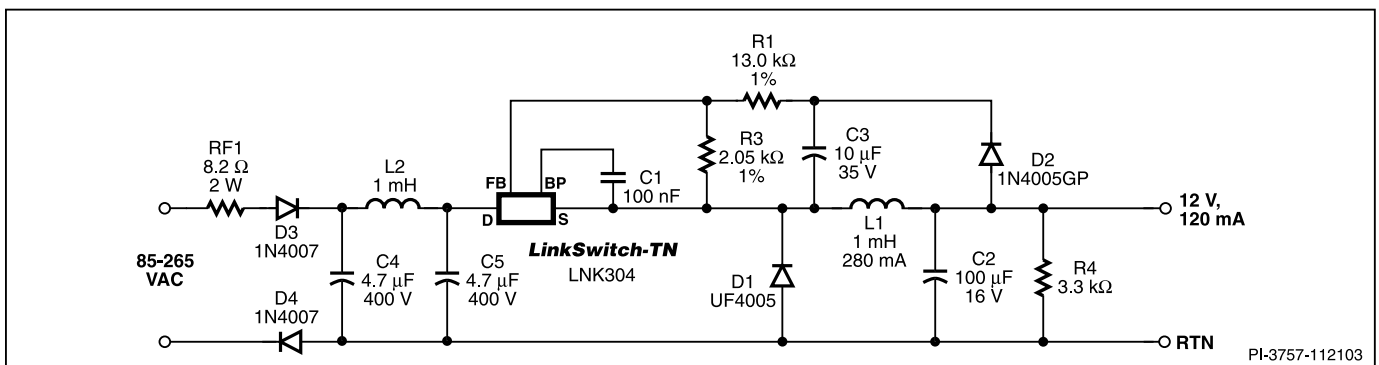 R1
13.0 kΩ
1%
RF1
8.2 Ω
2 W
L2
1 mH
FB
BP
D
S
C1
100 nF
R3
2.05 kΩ
1%
C3
10 µF
35 V
D2
1N4005GP
D3
1N4007
85-265
VAC
C4
4.7 µF
400 V
C5
4.7 µF
400 V
LinkSwitch-TN
LNK304
D1
UF4005
L1
1 mH
280 mA
C2
100 µF
16 V
R4
3.3 kΩ
12 V,
120 mA
D4
1N4007
RTN
PI-3757-112103